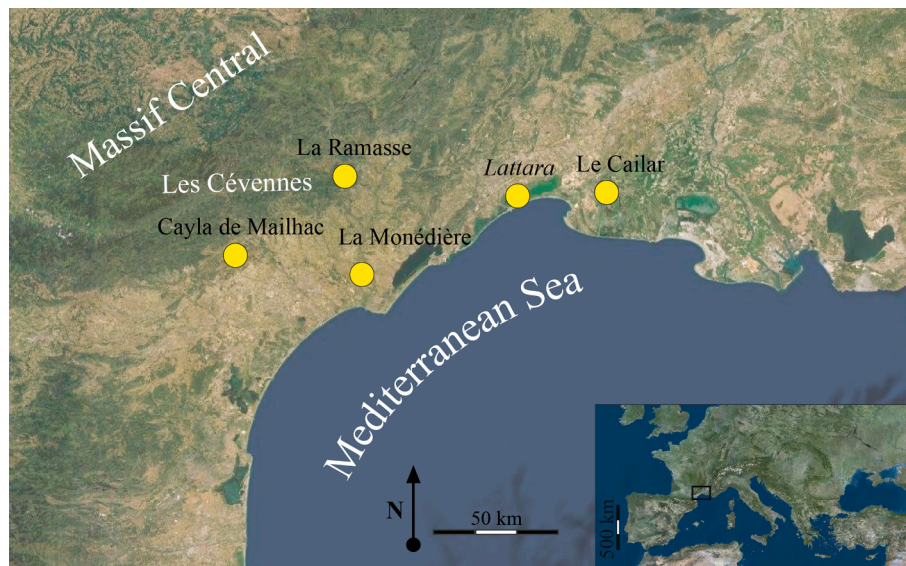 Massif Central
La Ramasse
Lattara
Le Cailar
Les Cévennes
Cayla de Mailhac
La Monédière
Mediterranean Sea
N
50 km
500 km